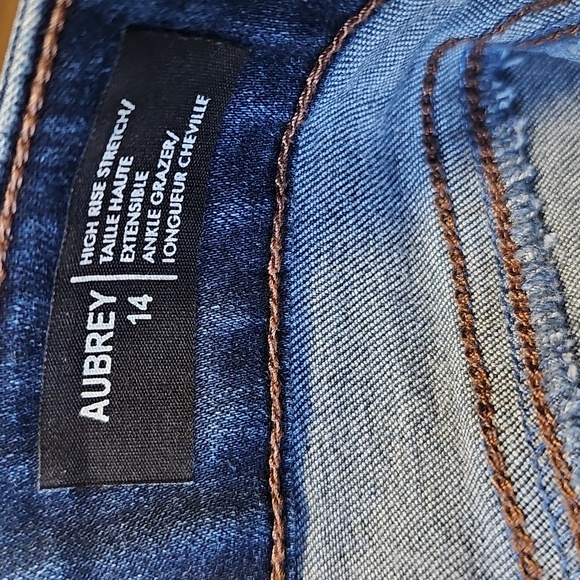 AUBREY
14
HIGH RISE STRETCH/
TAILLE HAUTE
EXTENSIBLE
ANKLE GRAZER/
lONGUEUR CHEVILLE